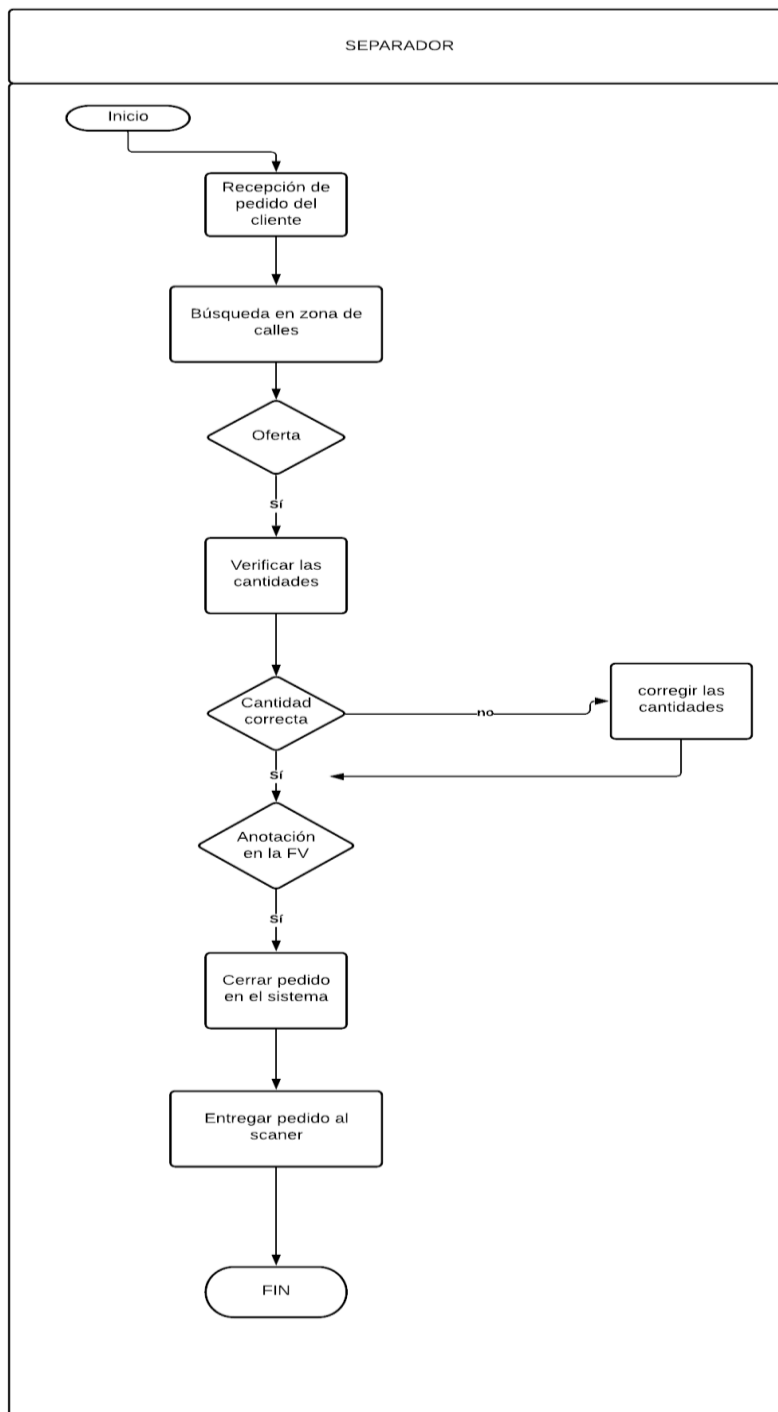 SEPARADOR
Inicio
Recepción de
pedido del
cliente
Búsqueda en zona de
calles
Oferta
sí
Verificar las
cantidades
Cantidad
correcta
no
corregir las
cantidades
sí
Anotación
en la FV
sí
Cerrar pedido
en el sistema
Entregar pedido al
scaner
FIN